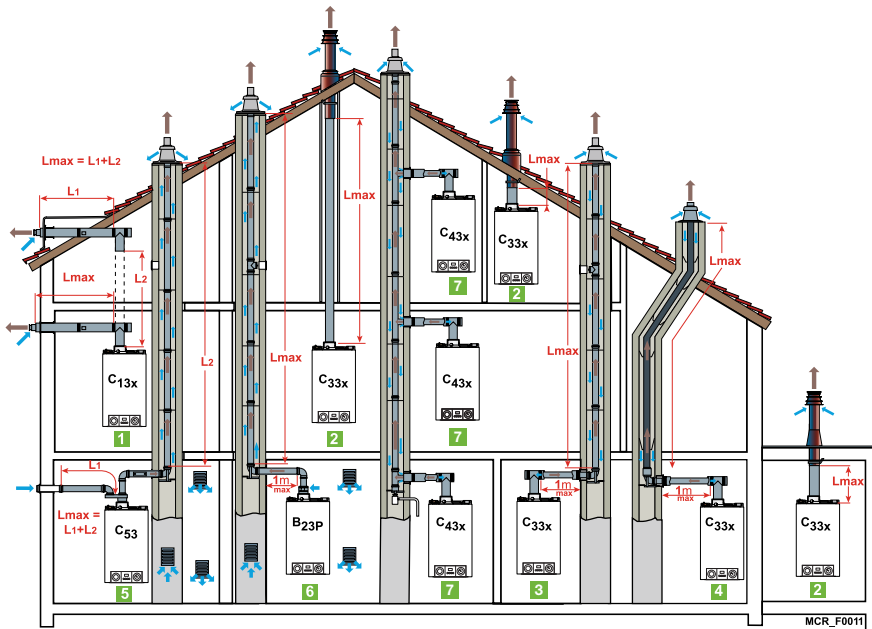 Lmax = L1+L2
L1
Lmax
L2
C13x
1
L2
Lmax
Lmax
C33x
2
C43x
7
Lmax
C33x
2
C43x
7
Lmax
Lmax
L1
Lmax =
L1+L2
C53
5
1m
max
B23P
6
C43x
7
1m
max
C33x
3
1m
max
C33x
4
Lmax
C33x
2
MCR_F0011